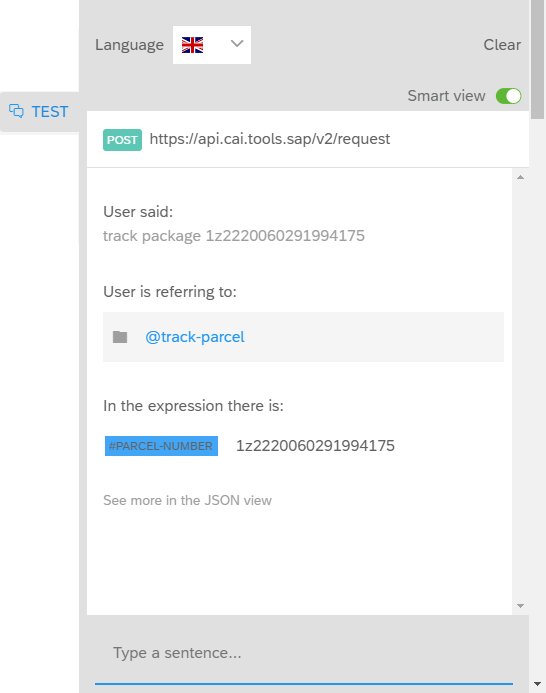 Language
Clear
Smart view
TEST
POST https://api.cai.tools.sap/v2/request
User said:
track package 1z2220060291994175
User is referring to:
@track-parcel
In the expression there is:
#PARCEL-NUMBER 1z2220060291994175
See more in the JSON view
Type a sentence...